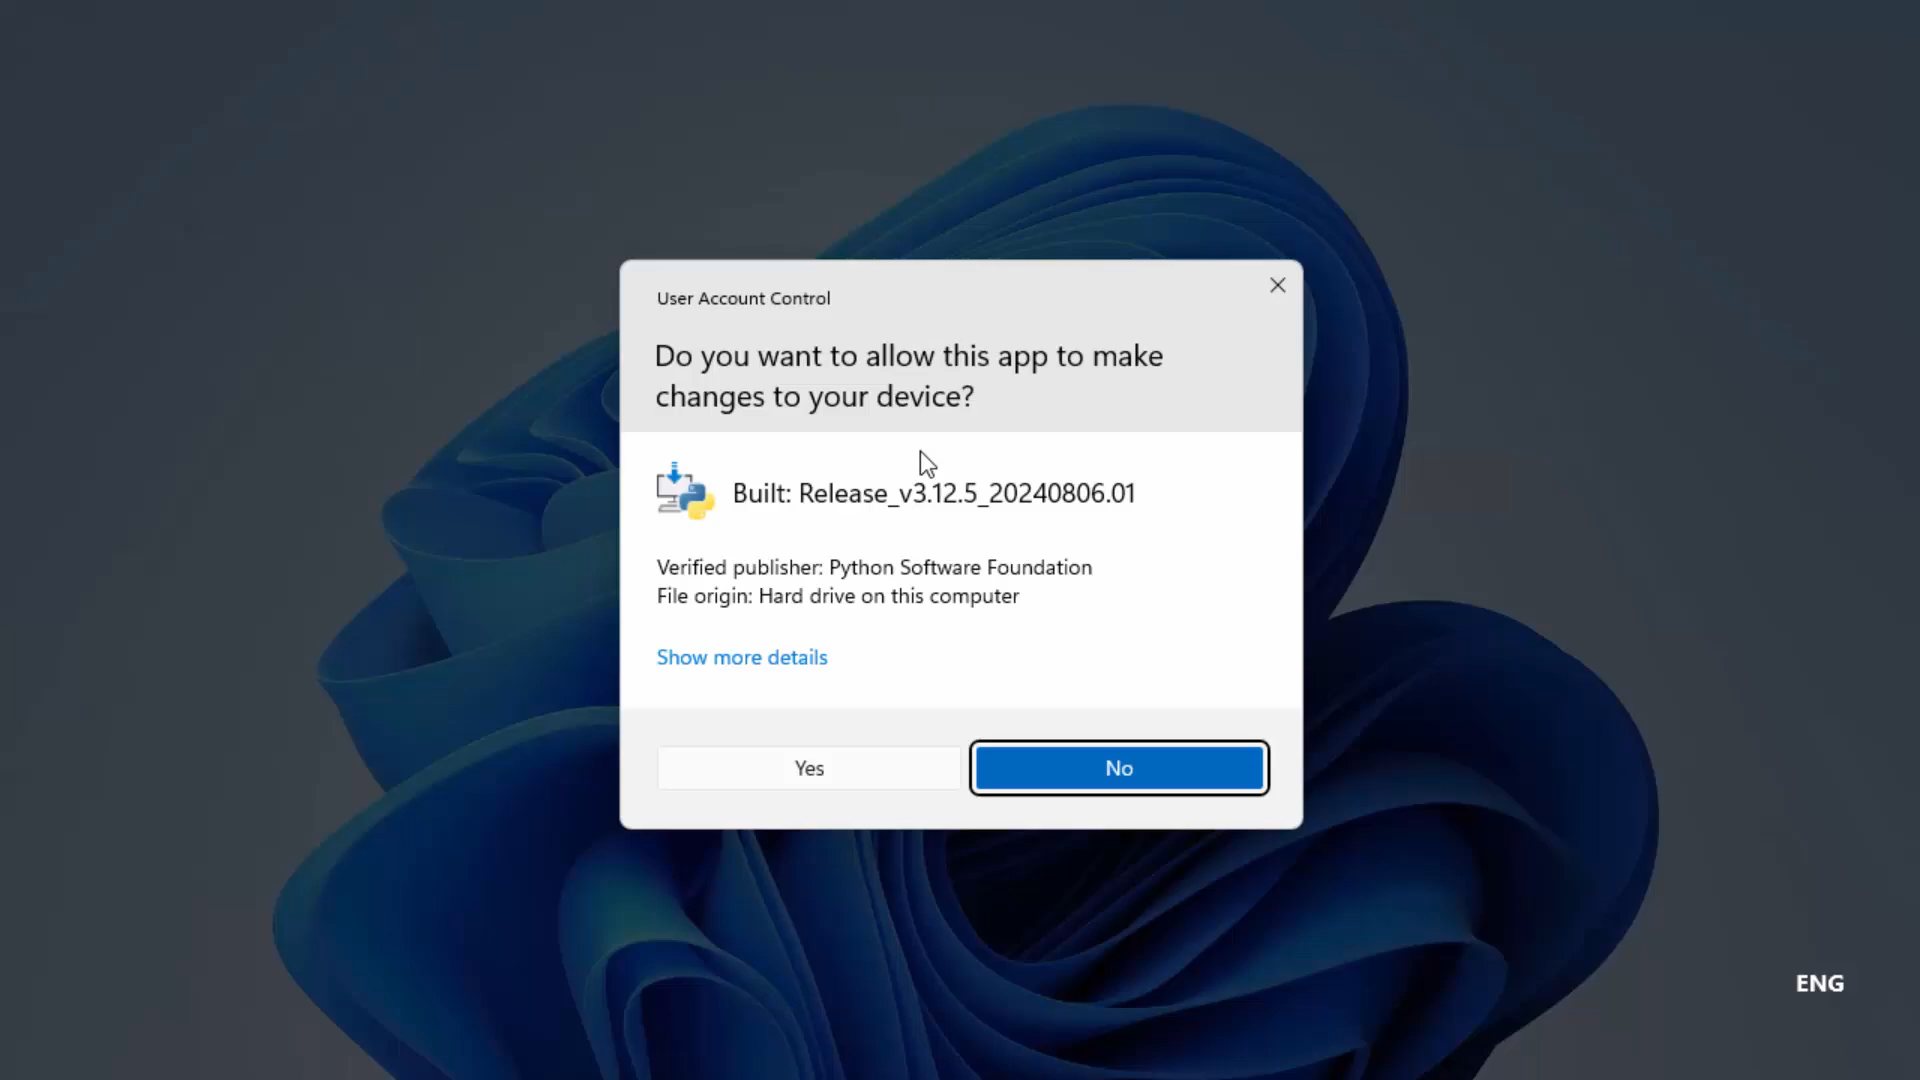 User Account Control
Do you want to allow this app to make
changes to your device?
Built: Release_v3.12.5_20240806.01
Verified publisher: Python Software Foundation
File origin: Hard drive on this computer
Show more details
Yes
No
ENG